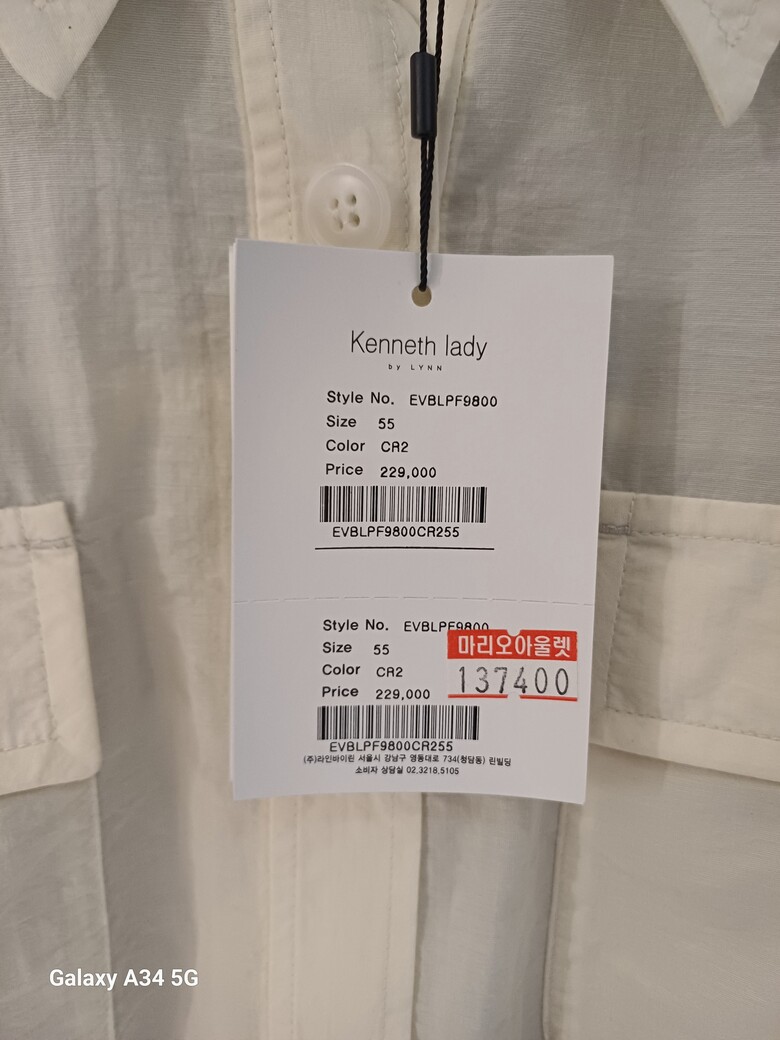 Kenneth lady
by LYNN
Style No. EVBLPF9800
Size 55
Color CR2
Price 229,000
EVBLPF9800CR255
Style No. EVBLPF9800
마리오아울렛
Size 55
137400
Color CR2
Price 229,000
EVBLPF9800CR255
(주)라인바이린 서울시 강남구 영동대로 734(청담동) 린빌딩
소비자 상담실 02.3218.5105
Galaxy A34 5G